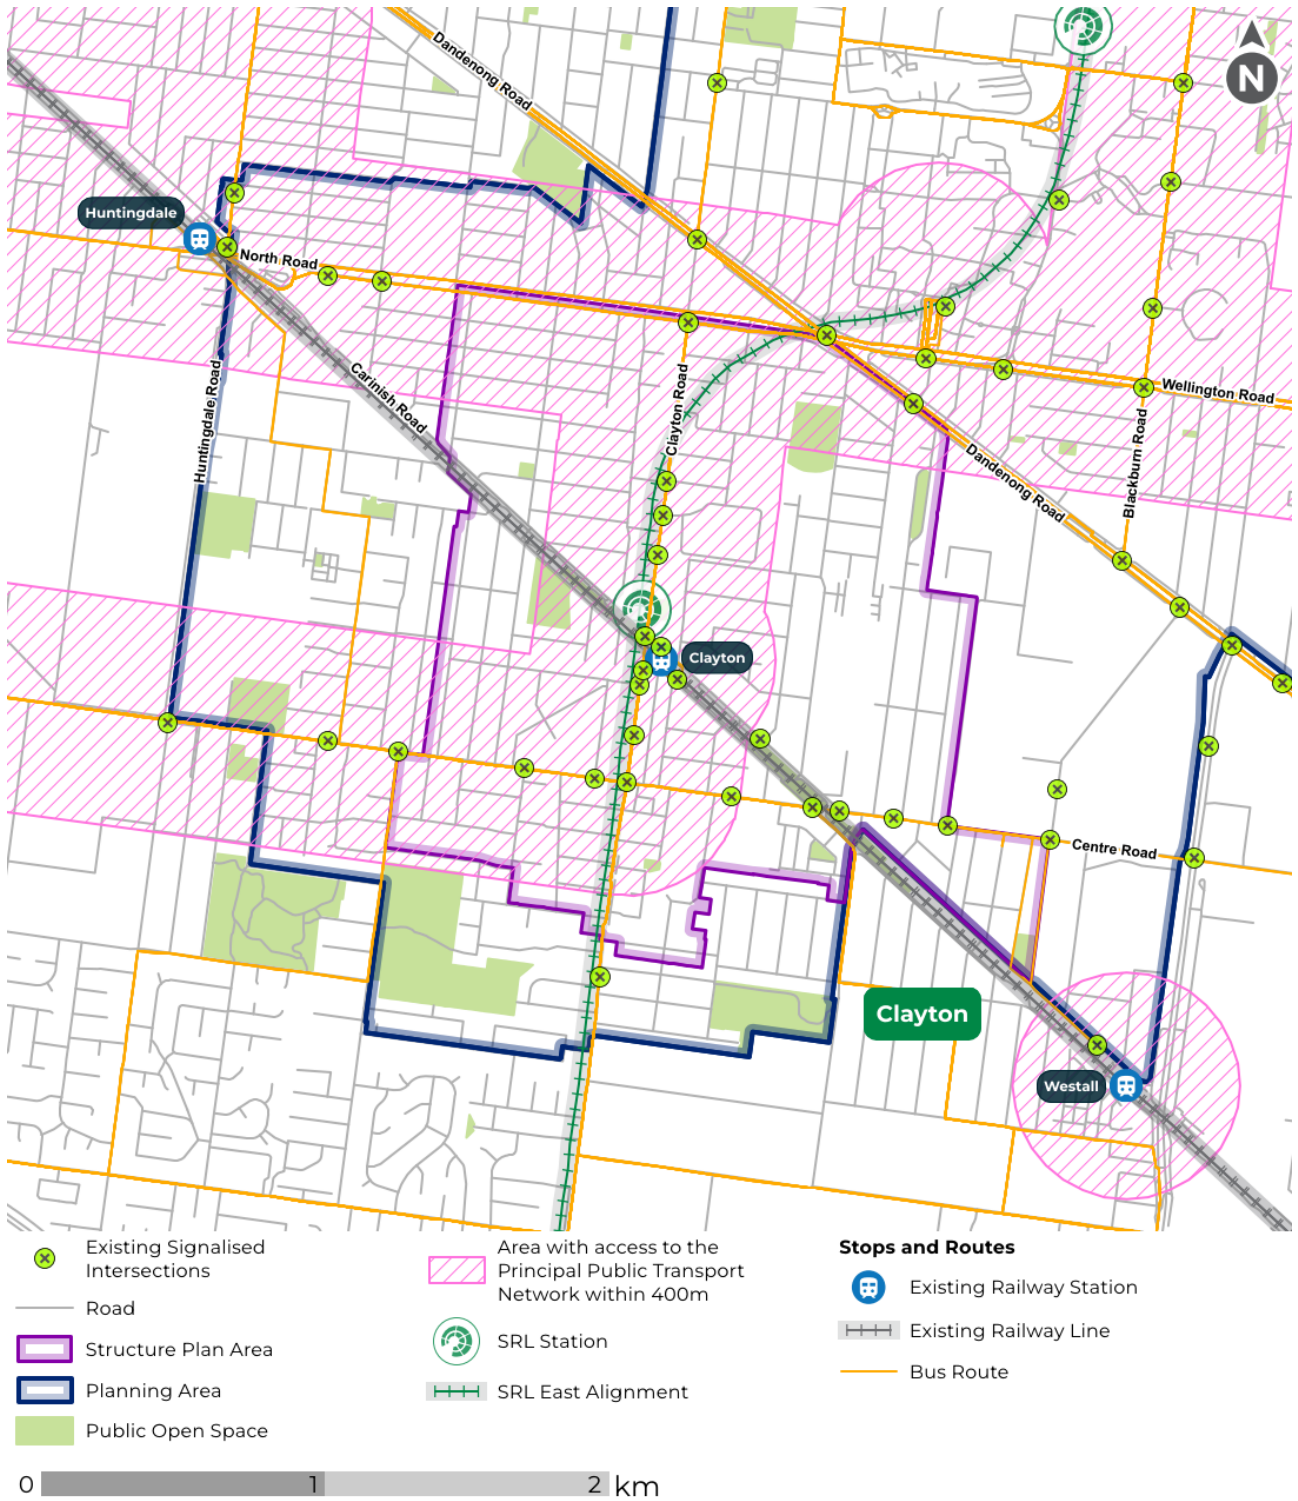 Dandenong Road
N
Huntingdale
North Road
Carinish Road
Huntingdale Road
Clayton Road
Wellington Road
Blackburn Road
Dandenong Road
Clayton
Centre Road
Clayton
Westall
Existing Signalised
Intersections
Road
Structure Plan Area
Planning Area
Public Open Space
Area with access to the
Principal Public Transport
Network within 400m
SRL Station
SRL East Alignment
Stops and Routes
Existing Railway Station
Existing Railway Line
Bus Route
0 1 2 km